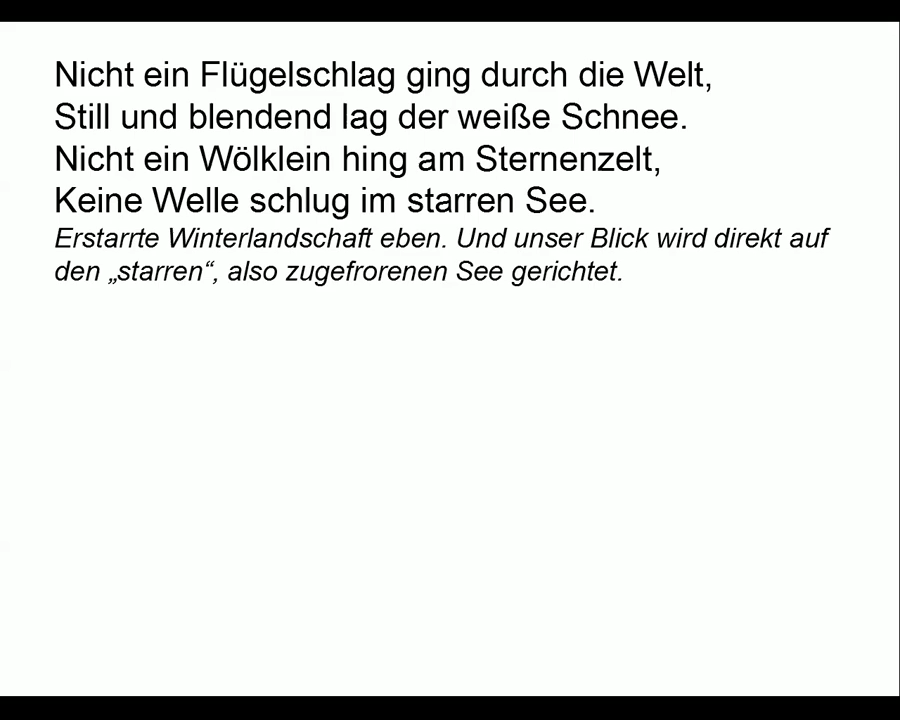 Nicht ein Flügelschlag ging durch die Welt,
Still und blendend lag der weiße Schnee.
Nicht ein Wölklein hing am Sternenzelt,
Keine Welle schlug im starren See.
Erstarrte Winterlandschaft eben. Und unser Blick wird direkt auf
den „starren“, also zugefrorenen See gerichtet.